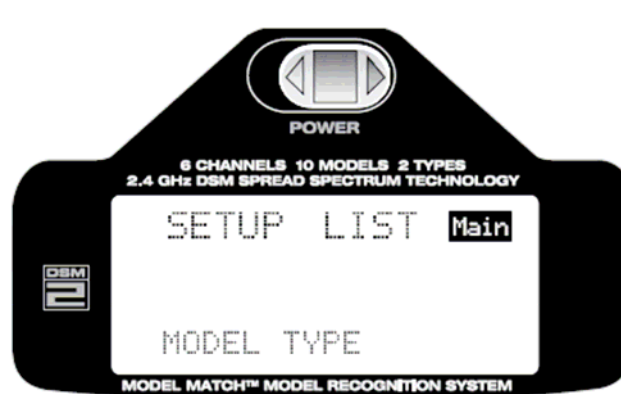 POWER
6 CHANNELS 10 MODELS 2 TYPES
2.4 GHz DSM SPREAD SPECTRUM TECHNOLOGY
SETUP LIST Main
DSM
2
MODEL TYPE
MODEL MATCH™ MODEL RECOGNITION SYSTEM